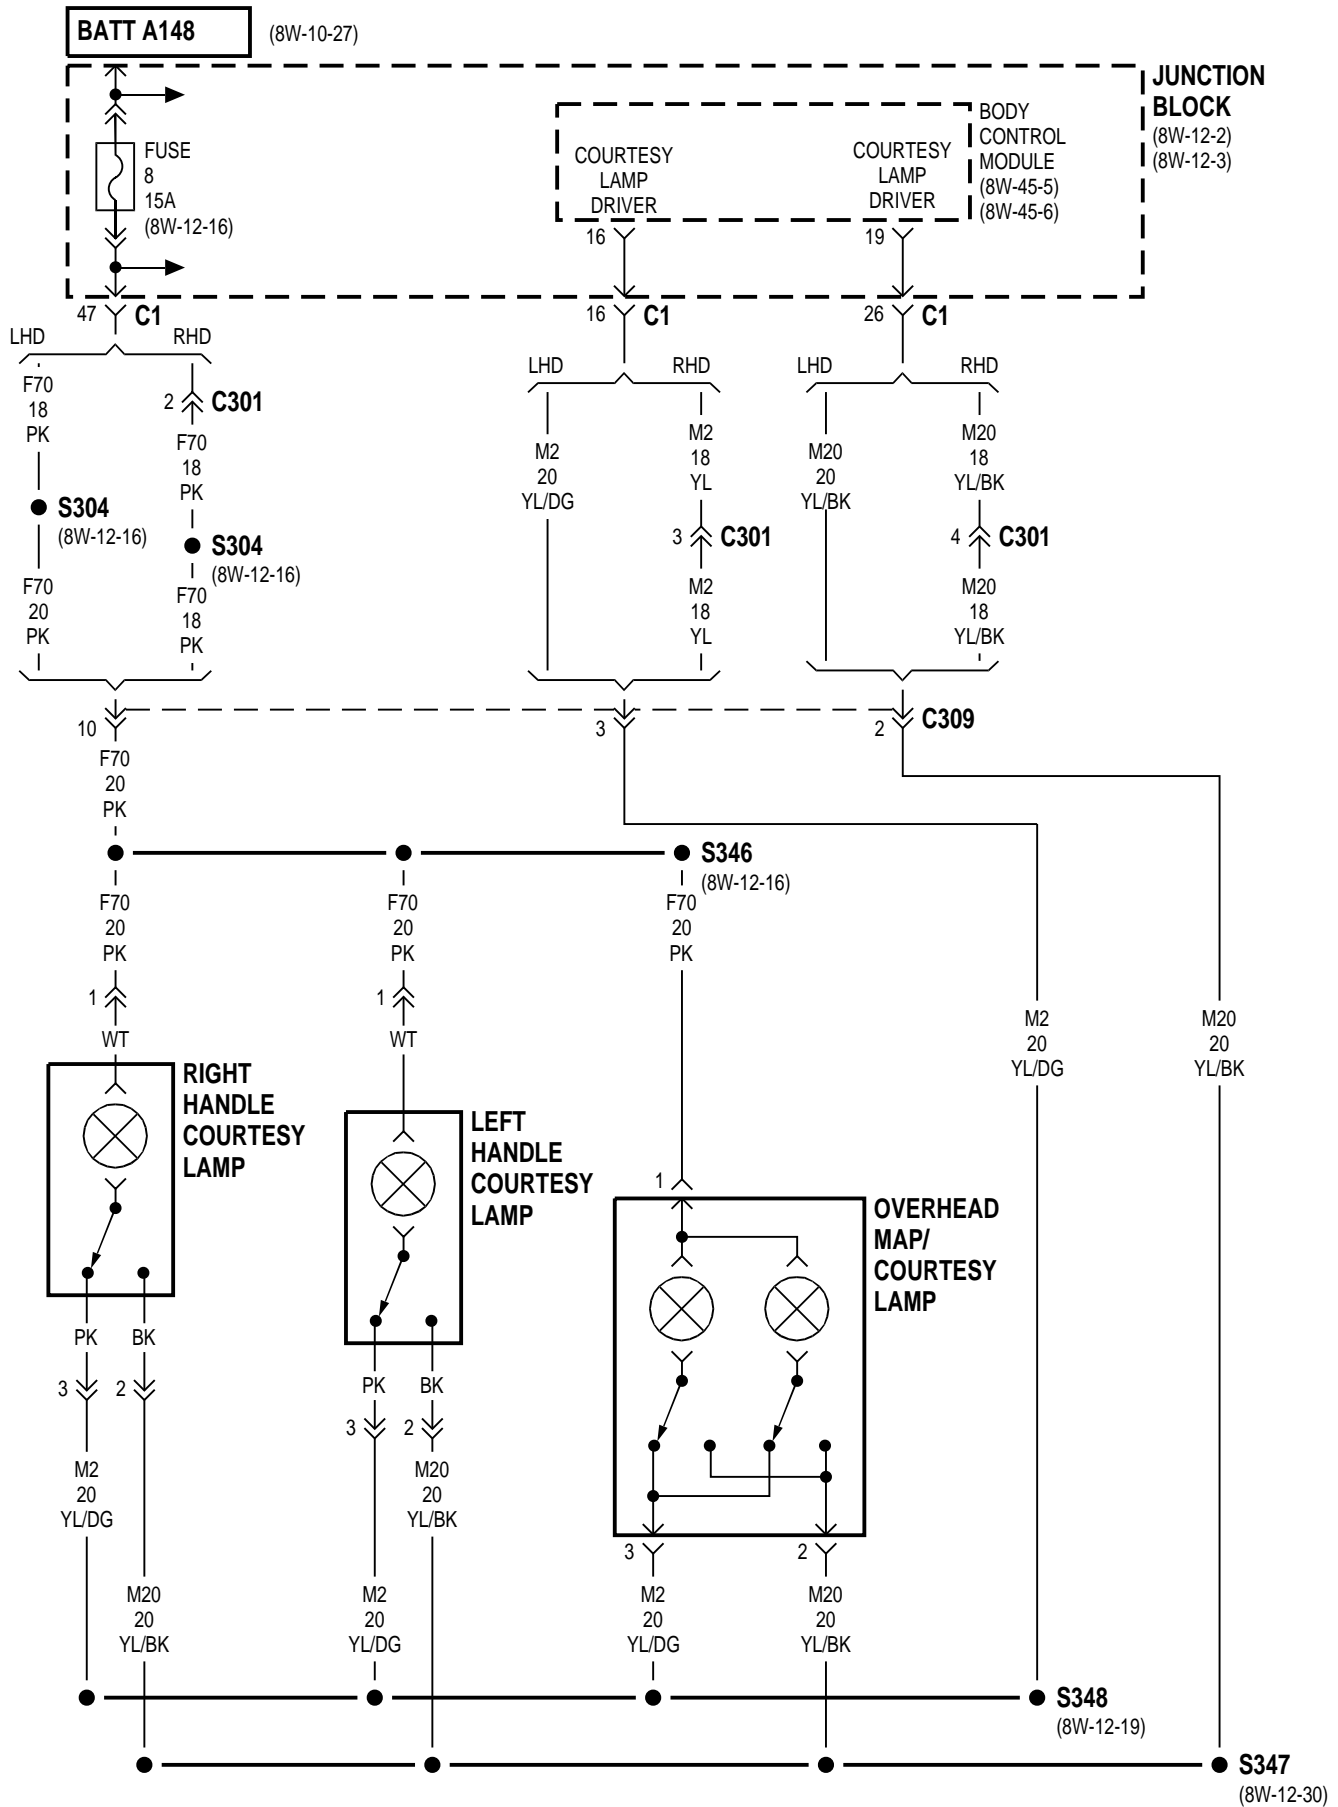 BATT A148
(8W-10-27)
JUNCTION
BLOCK
(8W-12-2)
(8W-12-3)
BODY
CONTROL
MODULE
(8W-45-5)
(8W-45-6)
COURTESY
LAMP
DRIVER
COURTESY
LAMP
DRIVER
FUSE
8
15A
(8W-12-16)
16
19
47
C1
16
C1
26
C1
LHD
RHD
LHD
RHD
LHD
RHD
F70
18
PK
2
C301
F70
18
PK
M2
20
YL/DG
M2
18
YL
M20
20
YL/BK
M20
18
YL/BK
S304
(8W-12-16)
S304
(8W-12-16)
3
C301
4
C301
F70
20
PK
F70
18
PK
M2
18
YL
M20
18
YL/BK
10
3
2
C309
F70
20
PK
S346
(8W-12-16)
F70
20
PK
F70
20
PK
F70
20
PK
1
1
WT
WT
M2
20
YL/DG
M20
20
YL/BK
RIGHT
HANDLE
COURTESY
LAMP
LEFT
HANDLE
COURTESY
LAMP
1
OVERHEAD
MAP/
COURTESY
LAMP
PK
BK
3
2
PK
BK
3
2
M2
20
YL/DG
M20
20
YL/BK
3
2
M20
20
YL/BK
M2
20
YL/DG
M2
20
YL/DG
M20
20
YL/BK
S348
(8W-12-19)
S347
(8W-12-30)